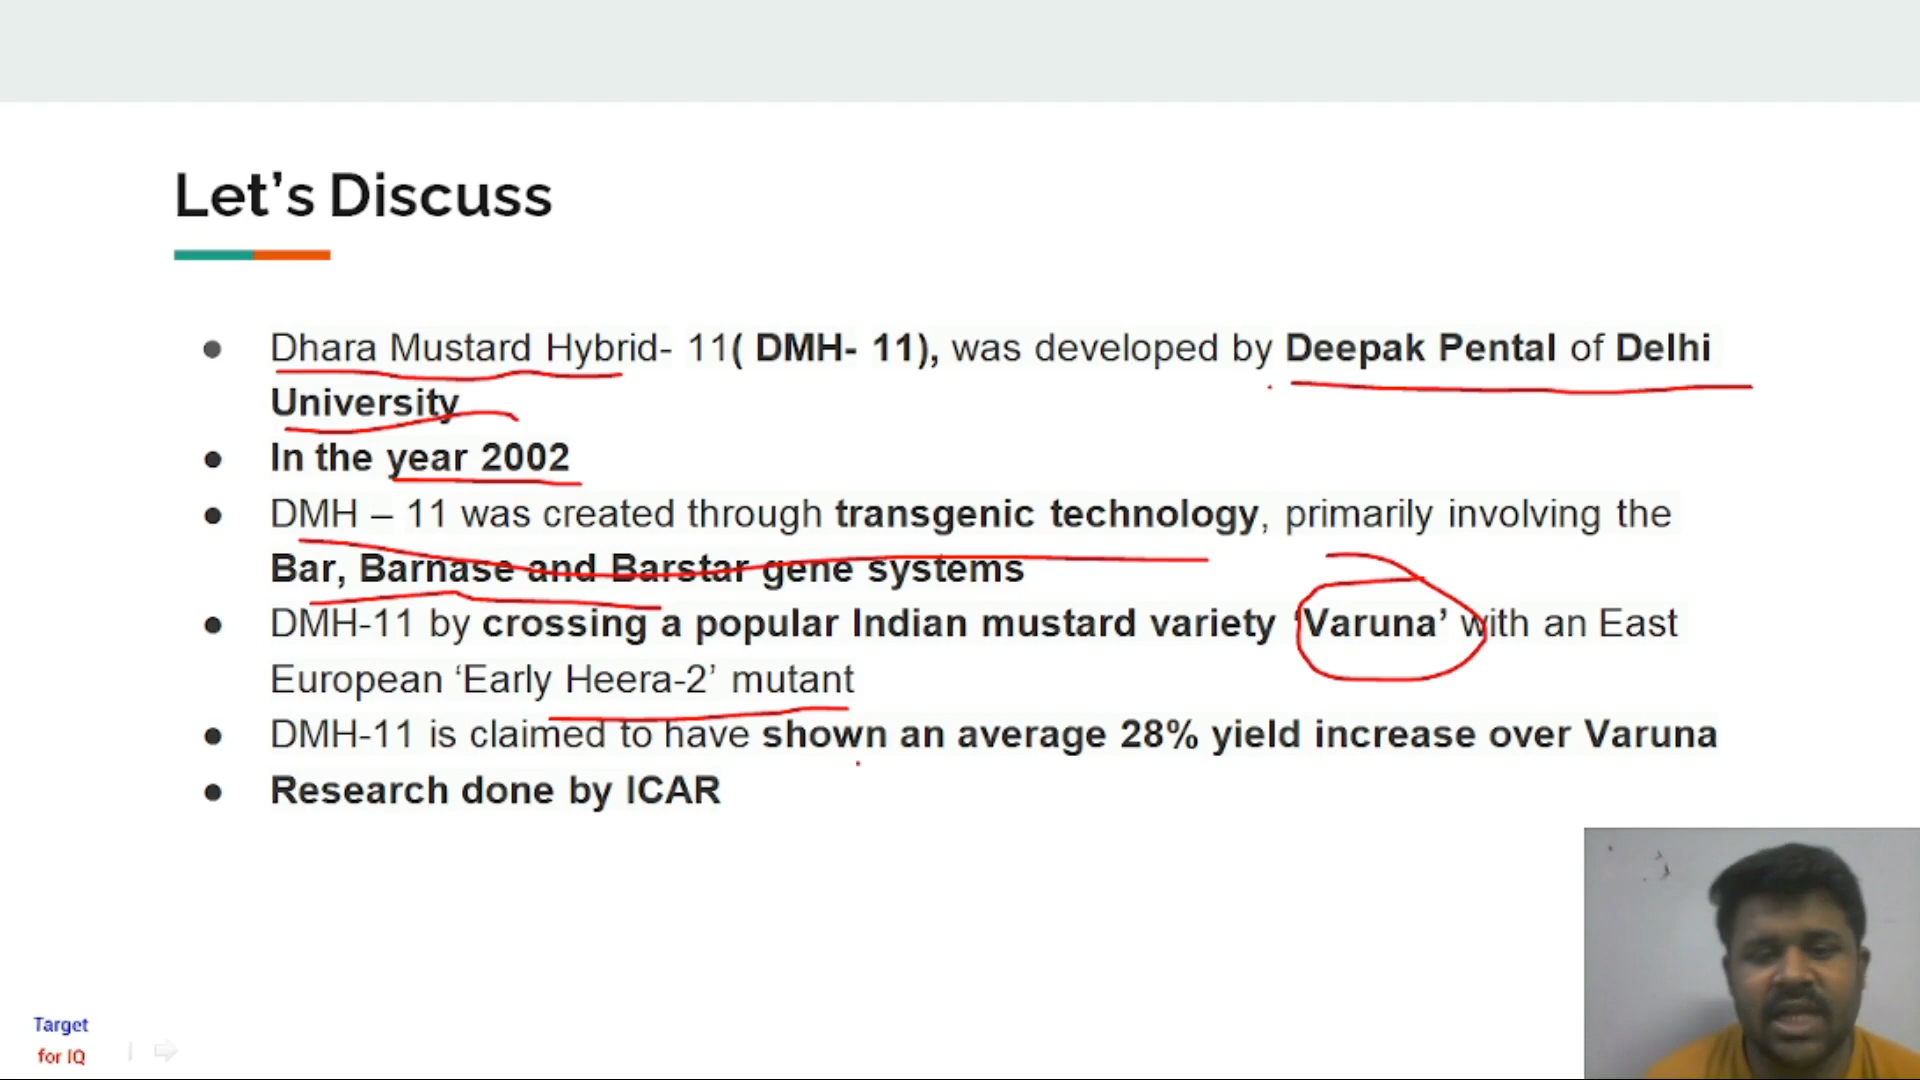 Let’s Discuss
● Dhara Mustard Hybrid- 11( DMH- 11), was developed by Deepak Pental of Delhi
University
● In the year 2002
● DMH – 11 was created through transgenic technology, primarily involving the
Bar, Barnase and Barstar gene systems
● DMH-11 by crossing a popular Indian mustard variety ‘Varuna’ with an East
European ‘Early Heera-2’ mutant
● DMH-11 is claimed to have shown an average 28% yield increase over Varuna
● Research done by ICAR
Target
for IQ